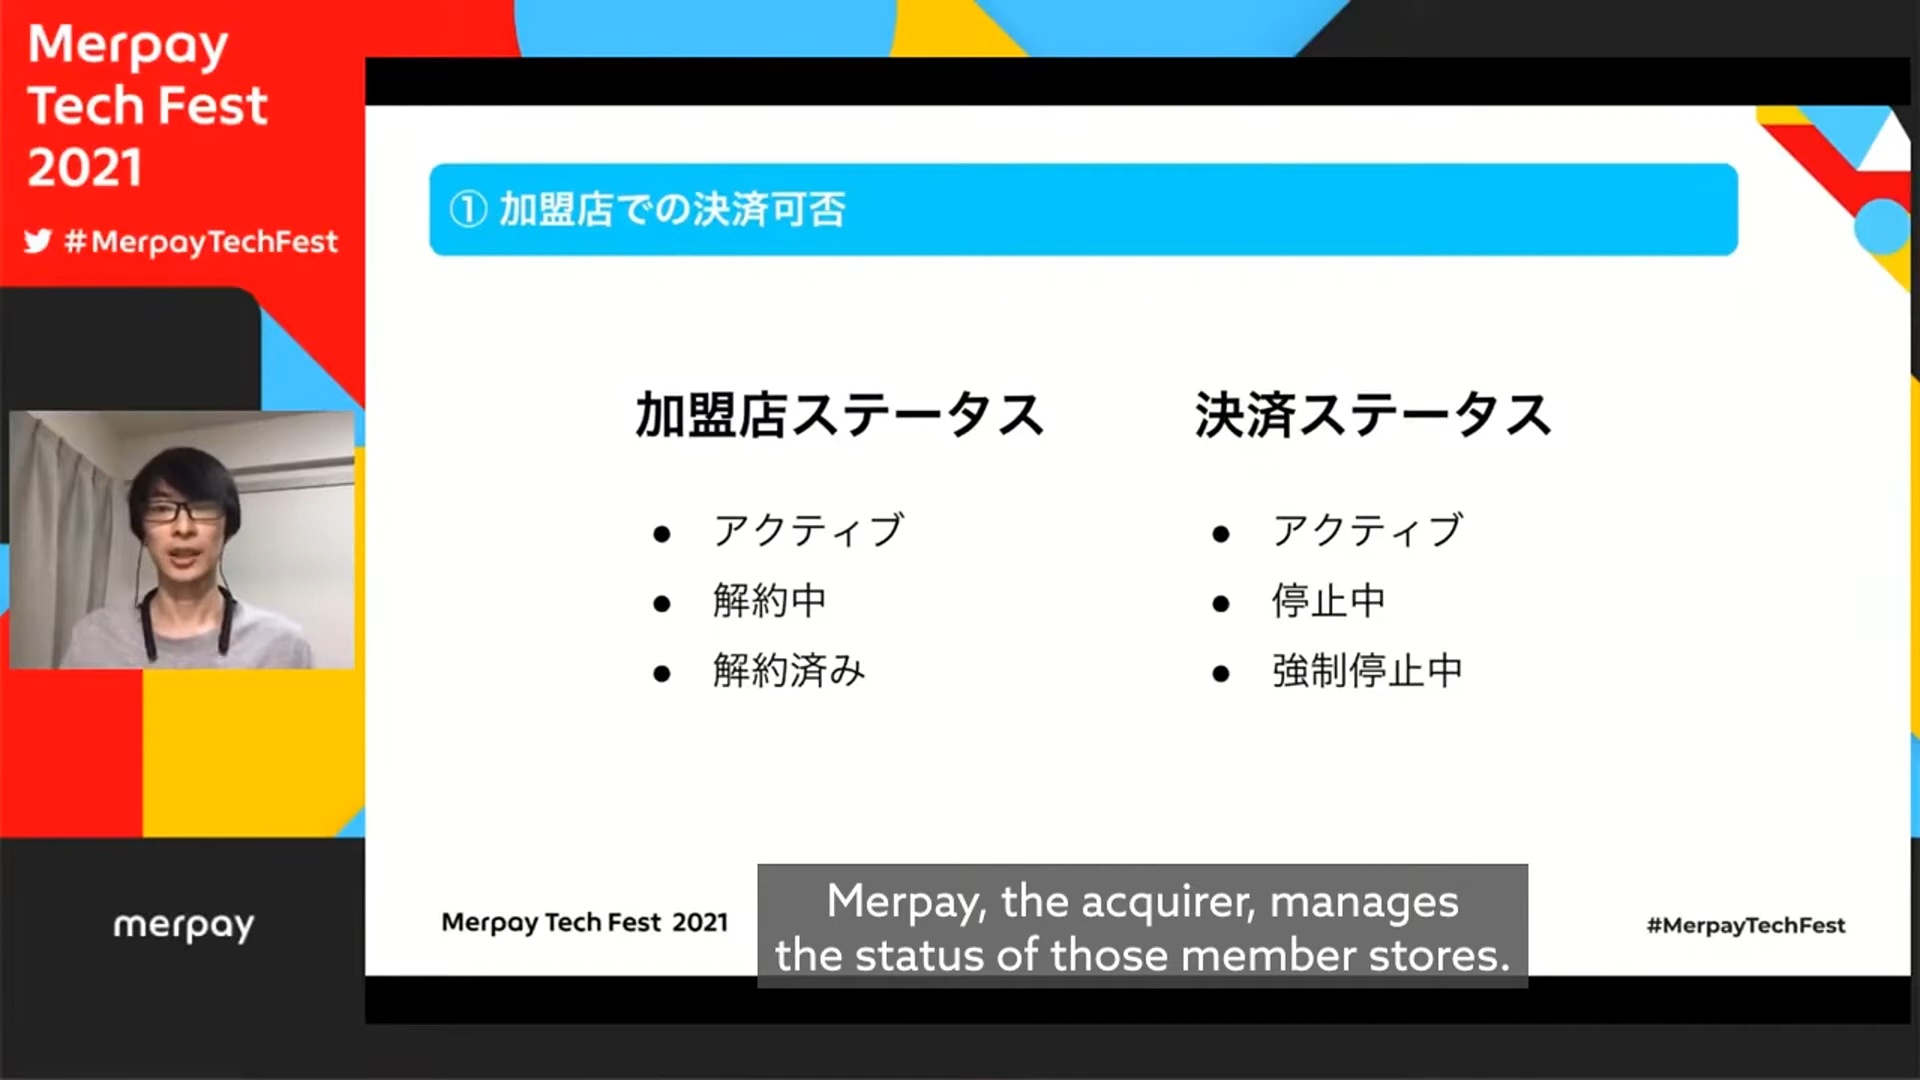 Merpay
Tech Fest
2021
#MerpayTechFest
① 加盟店での決済可否
加盟店ステータス
アクティブ
解約中
解約済み
決済ステータス
アクティブ
停止中
強制停止中
merpay
Merpay Tech Fest 2021
#MerpayTechFest
Merpay, the acquirer, manages
the status of those member stores.